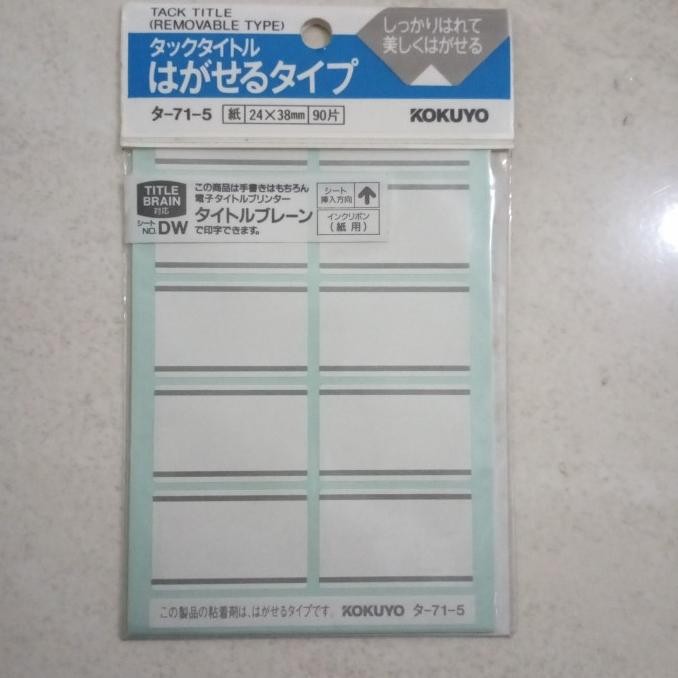 TACK TITLE
(REMOVABLE TYPE)
タックタイトル
はがせるタイプ
しっかりはれて
美しくはがせる
タ-71-5 紙 24×38mm 90片 KOKUYO
TITLE
BRAIN
対応
シート
NO. DW
この商品は手書きはもちろん
電子タイトルプリンター
タイトルブレーン
で印字できます。
シート
挿入方向
インクリボン
(紙用)
この製品の粘着剤は、はがせるタイプです。 KOKUYO タ-71-5